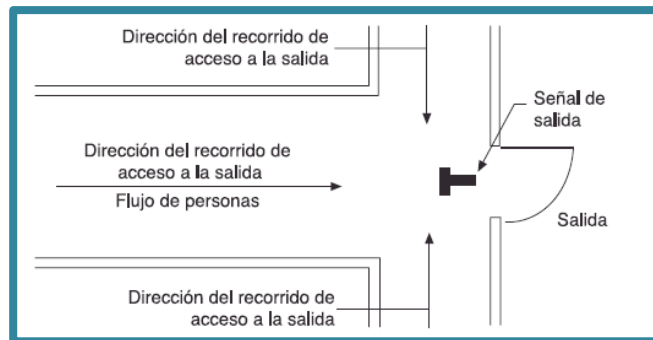 Dirección del recorrido de
acceso a la salida
Señal de
salida
Dirección del recorrido de
acceso a la salida
Flujo de personas
Salida
Dirección del recorrido de
acceso a la salida